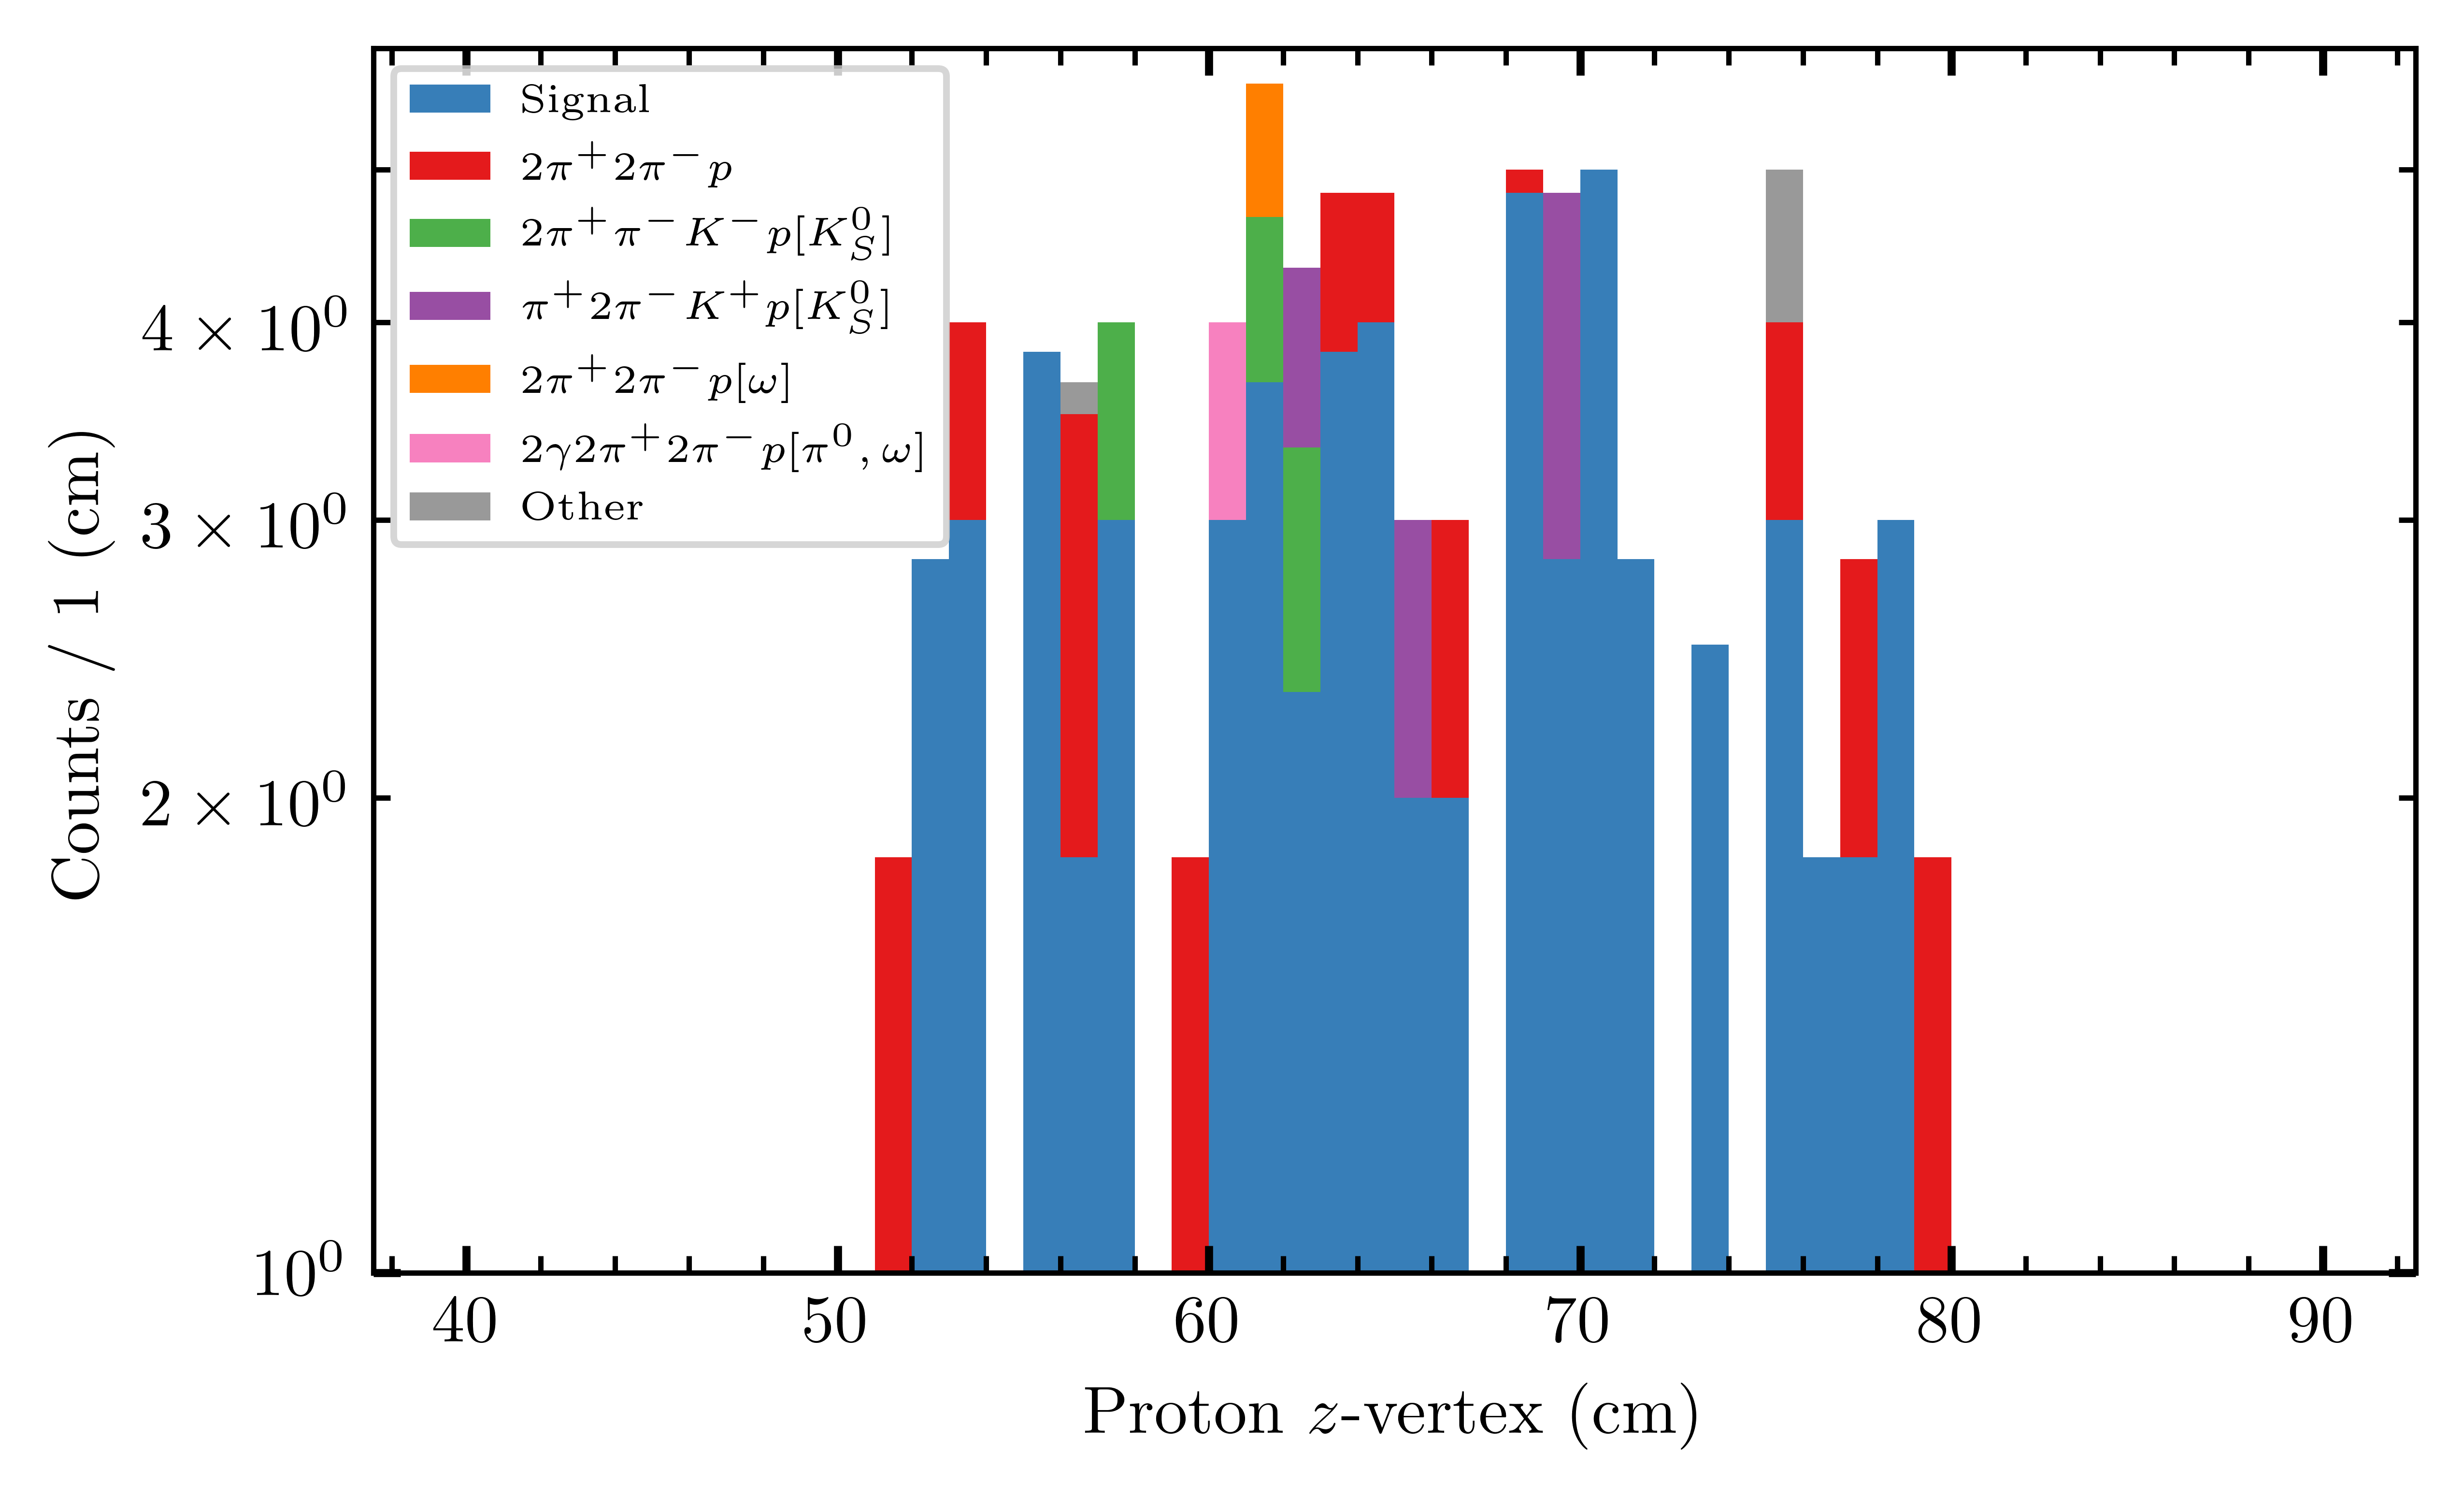 Signal
2π⁺2π⁻p
2π⁺π⁻K⁻p[K⁰_S]
π⁺2π⁻K⁺p[K⁰_S]
2π⁺2π⁻p[ω]
2γ2π⁺2π⁻p[π⁰, ω]
Other
4 × 10⁰
3 × 10⁰
2 × 10⁰
10⁰
Counts / 1 (cm)
40 50 60 70 80 90
Proton z-vertex (cm)